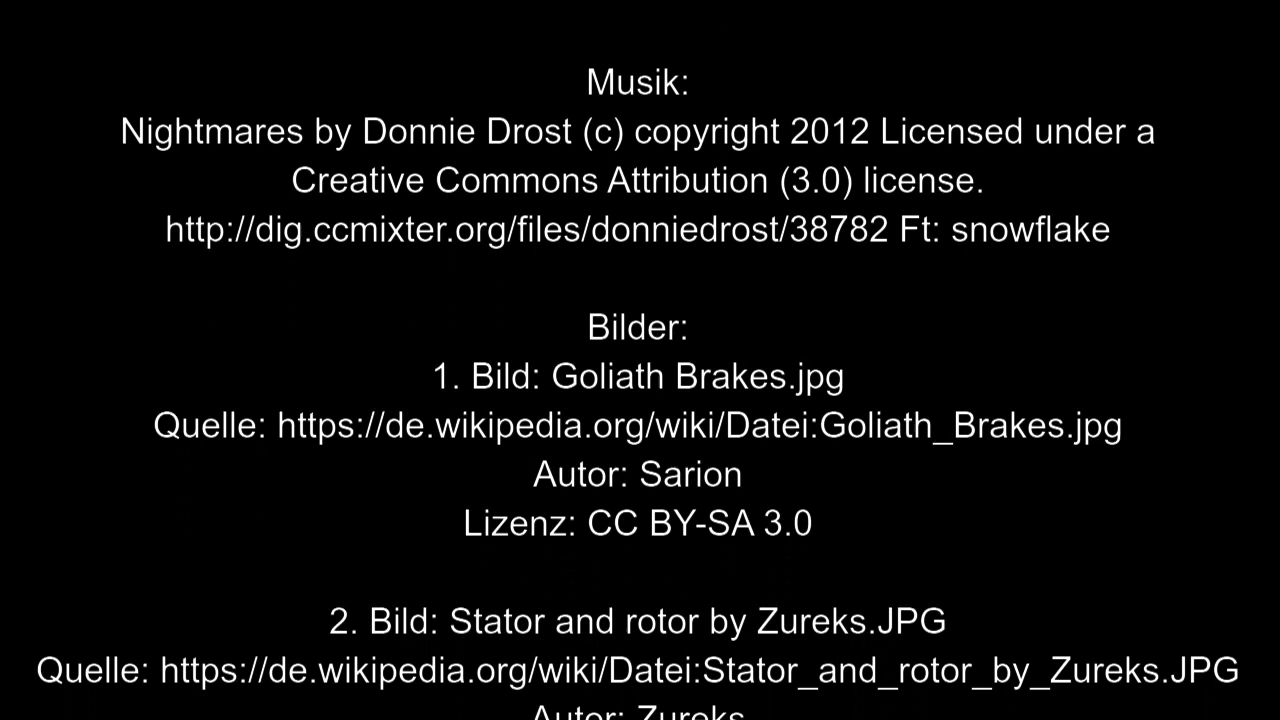 Musik:
Nightmares by Donnie Drost (c) copyright 2012 Licensed under a
Creative Commons Attribution (3.0) license.
http://dig.ccmixter.org/files/donniedrost/38782 Ft: snowflake
Bilder:
1. Bild: Goliath Brakes.jpg
Quelle: https://de.wikipedia.org/wiki/Datei:Goliath_Brakes.jpg
Autor: Sarion
Lizenz: CC BY-SA 3.0
2. Bild: Stator and rotor by Zureks.JPG
Quelle: https://de.wikipedia.org/wiki/Datei:Stator_and_rotor_by_Zureks.JPG
Autor: Zureks